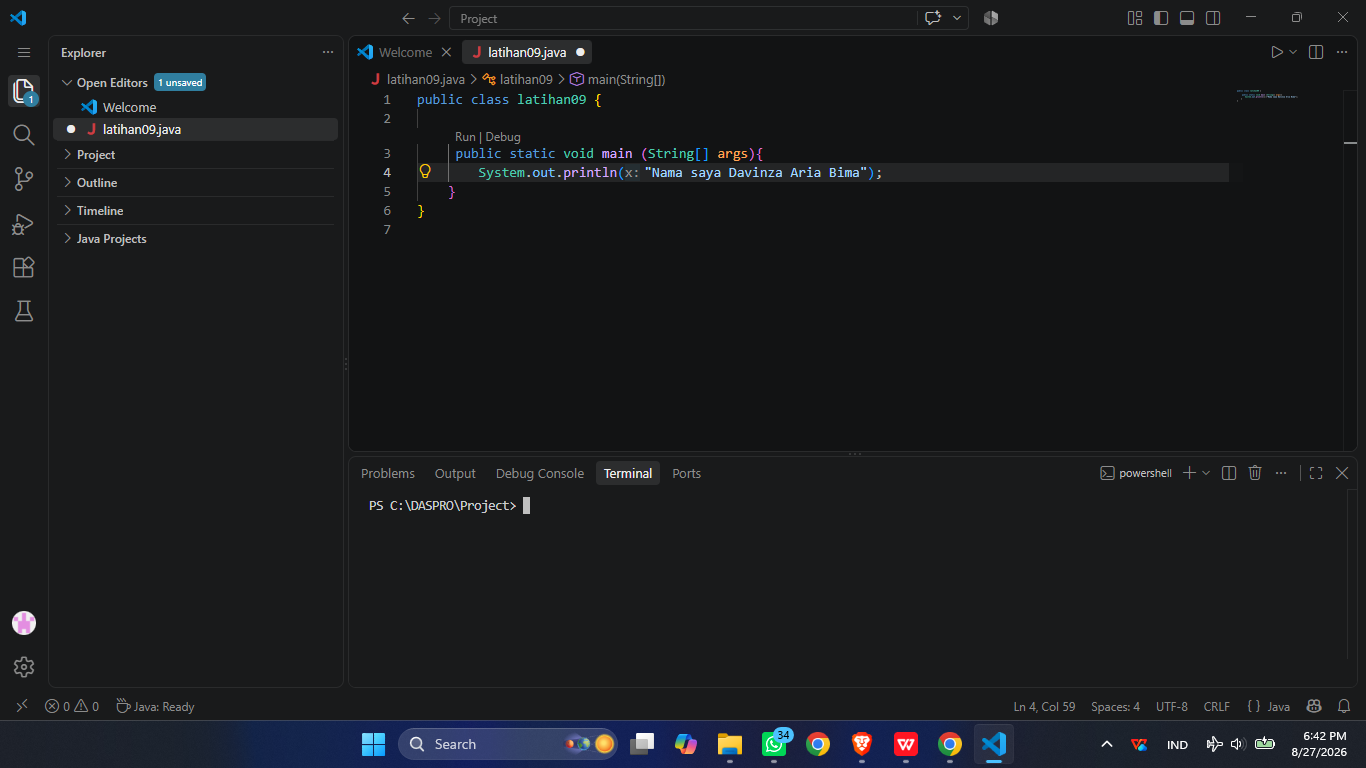 Project
Explorer
Open Editors 1 unsaved
Welcome
J latihan09.java
Project
Outline
Timeline
Java Projects
1
Welcome
J latihan09.java
J latihan09.java > latihan09 > main(String[])
1 public class latihan09 {
2
Run | Debug
3 public static void main (String[] args){
4 System.out.println(x: "Nama saya Davinza Aria Bima");
5 }
6 }
7
Problems Output Debug Console Terminal Ports
powershell
PS C:\DASPRO\Project>
0 0 Java: Ready
Ln 4, Col 59 Spaces: 4 UTF-8 CRLF { } Java
Search
34
IND
6:42 PM
8/27/2026